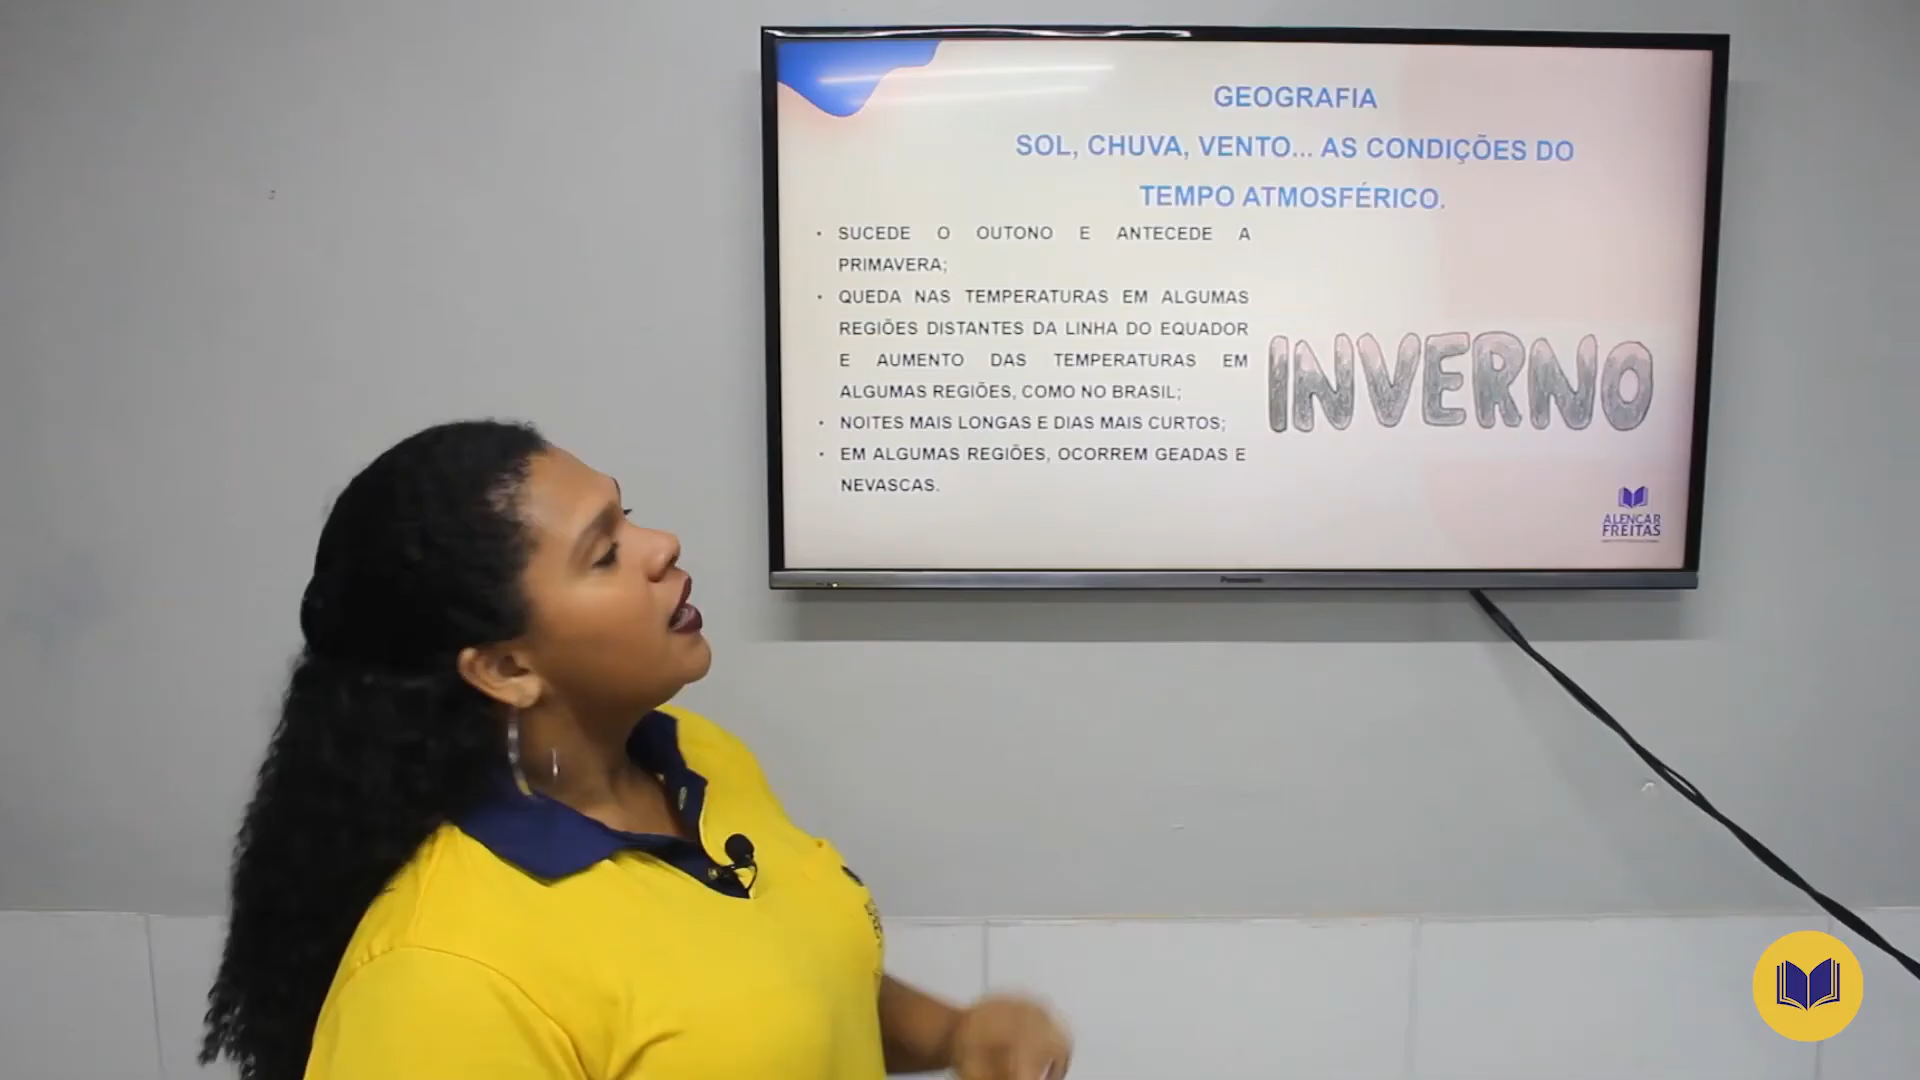 GEOGRAFIA
SOL, CHUVA, VENTO... AS CONDIÇÕES DO
TEMPO ATMOSFÉRICO.
• SUCEDE O OUTONO E ANTECEDE A
PRIMAVERA;
• QUEDA NAS TEMPERATURAS EM ALGUMAS
REGIÕES DISTANTES DA LINHA DO EQUADOR
E AUMENTO DAS TEMPERATURAS EM
ALGUMAS REGIÕES, COMO NO BRASIL;
• NOITES MAIS LONGAS E DIAS MAIS CURTOS;
• EM ALGUMAS REGIÕES, OCORREM GEADAS E
NEVASCAS.
INVERNO
ALENCAR
FREITAS
Panasonic